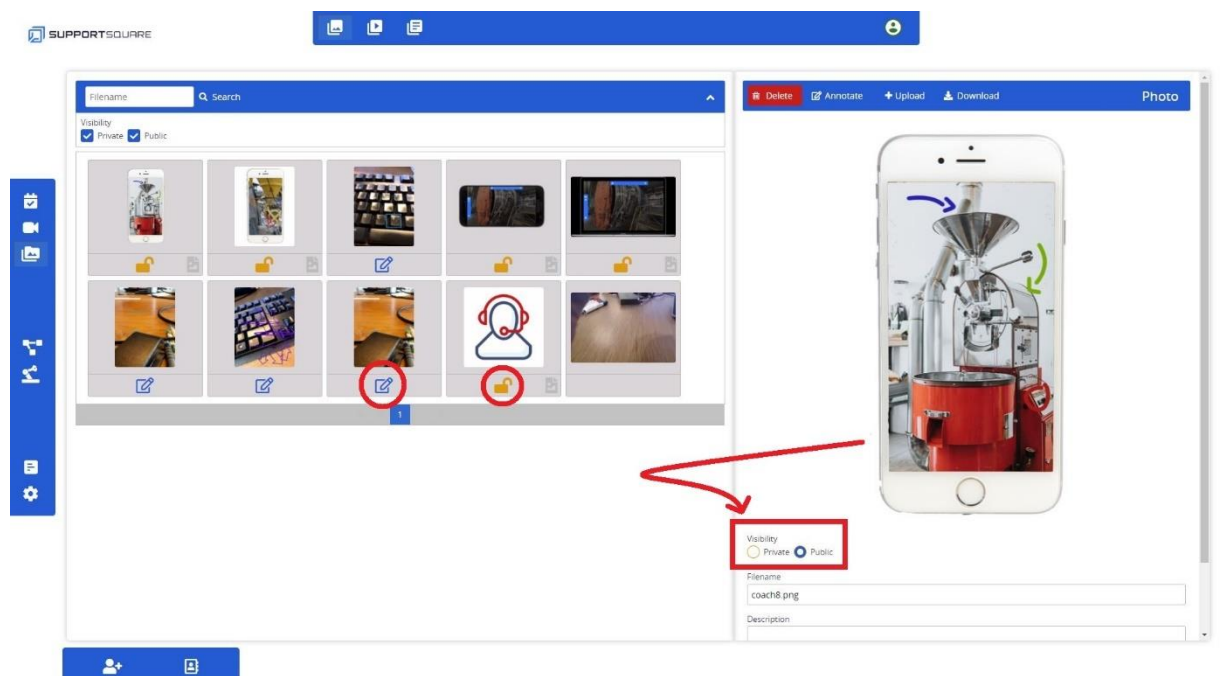 SUPPORTSQUARE
Filename Search
Visibility
Private Public
1
Delete Annotate Upload Download Photo
Visibility
Private Public
Filename
coach8.png
Description